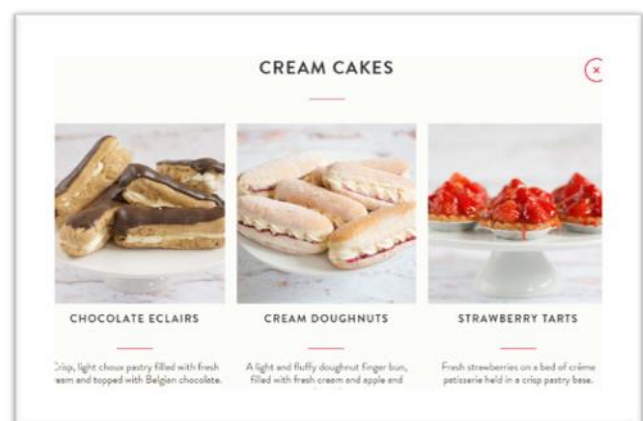 CREAM CAKES
CHOCOLATE ECLAIRS
CREAM DOUGHNUTS
STRAWBERRY TARTS
Crisp, light choux pastry filled with fresh
and topped with Belgian chocolate.
A light and fluffy doughnut finger bun,
filled with fresh cream and apple and
Fresh strawberries on a bed of crème
patisserie held in a crisp pastry base.